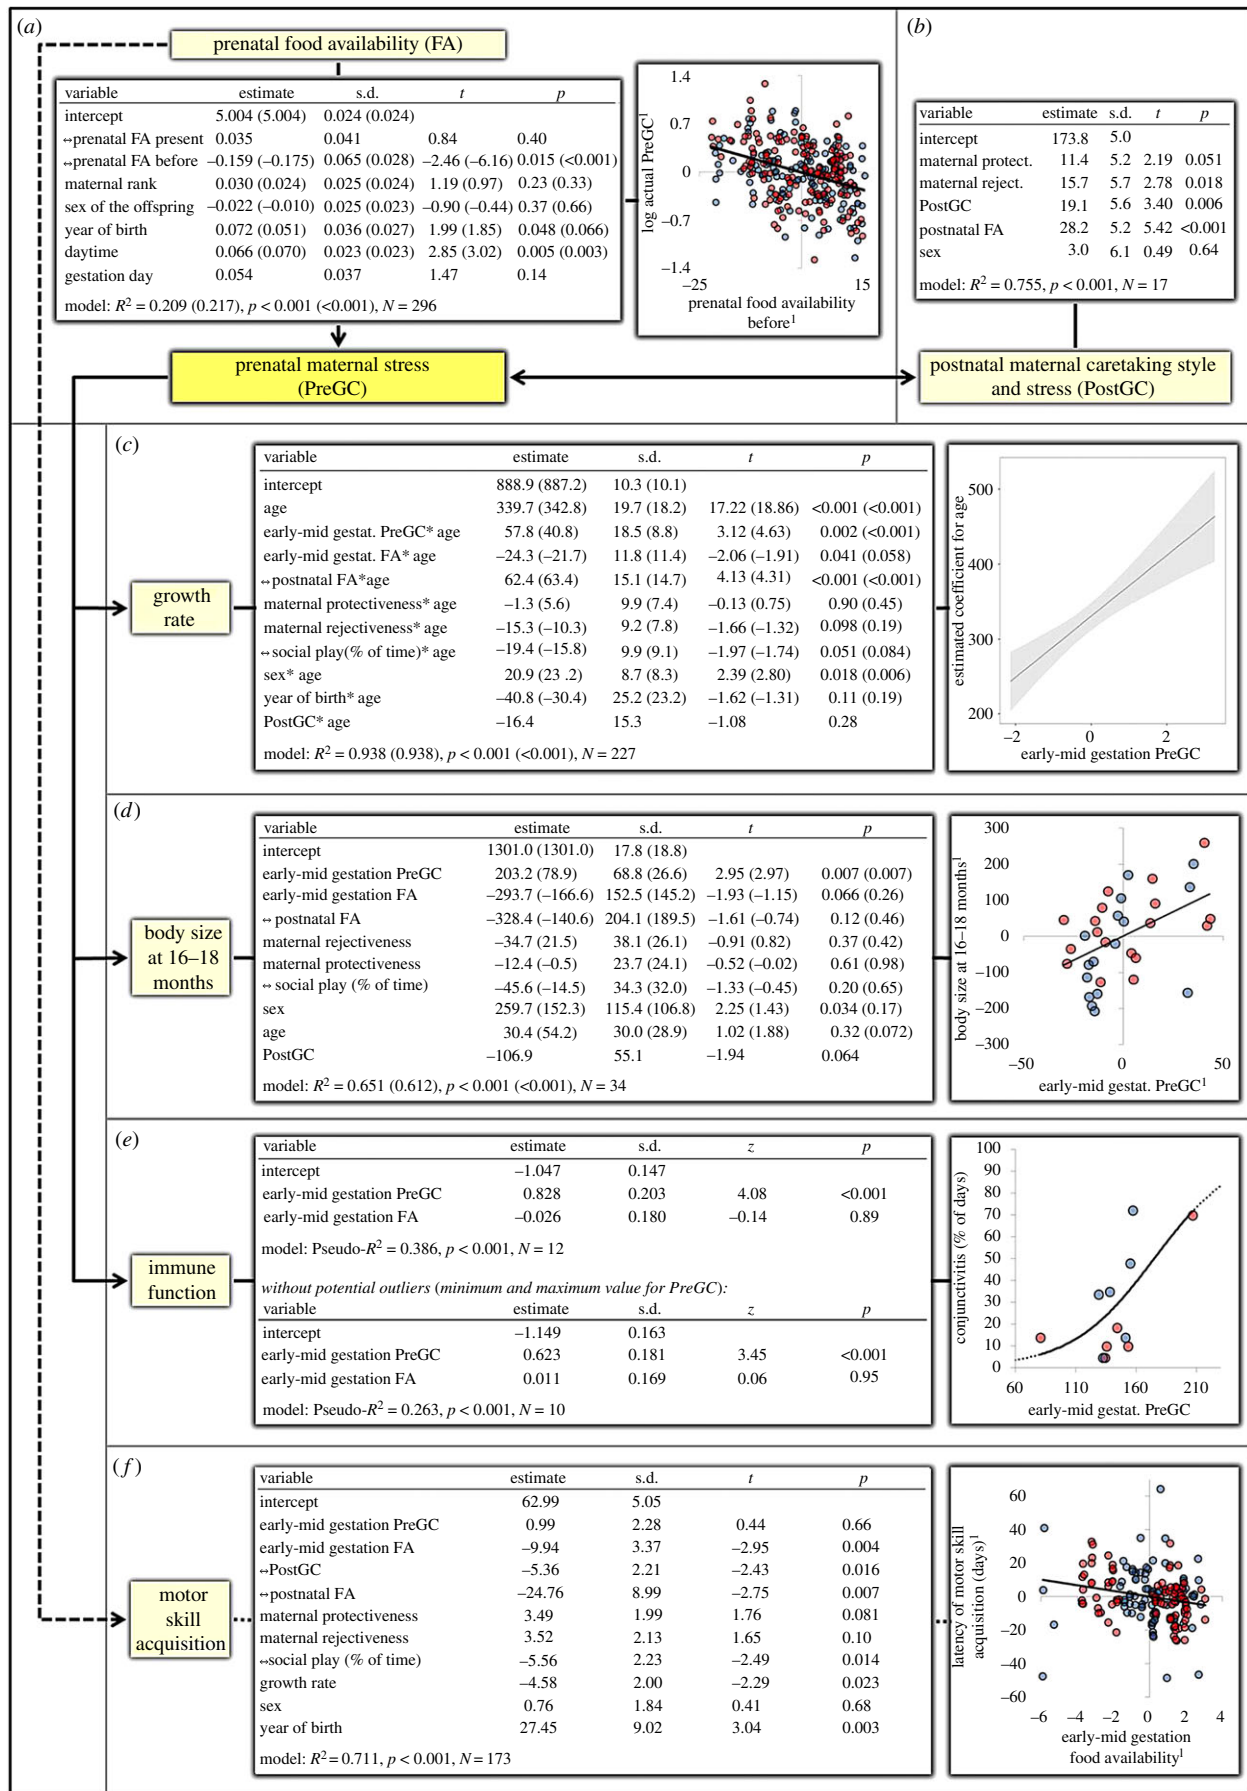 (a)
prenatal food availability (FA)
variable estimate s.d. t p
intercept 5.004 (5.004) 0.024 (0.024)
↔prenatal FA present 0.035 0.041 0.84 0.40
↔prenatal FA before –0.159 (–0.175) 0.065 (0.028) –2.46 (–6.16) 0.015 (<0.001)
maternal rank 0.030 (0.024) 0.025 (0.024) 1.19 (0.97) 0.23 (0.33)
sex of the offspring –0.022 (–0.010) 0.025 (0.023) –0.90 (–0.44) 0.37 (0.66)
year of birth 0.072 (0.051) 0.036 (0.027) 1.99 (1.85) 0.048 (0.066)
daytime 0.066 (0.070) 0.023 (0.023) 2.85 (3.02) 0.005 (0.003)
gestation day 0.054 0.037 1.47 0.14
model: R² = 0.209 (0.217), p < 0.001 (<0.001), N = 296
log actual PreGC¹
1.4
0.7
0
–0.7
–1.4
–25 15
prenatal food availability
before¹
prenatal maternal stress
(PreGC)
(b)
variable estimate s.d. t p
intercept 173.8 5.0
maternal protect. 11.4 5.2 2.19 0.051
maternal reject. 15.7 5.7 2.78 0.018
PostGC 19.1 5.6 3.40 0.006
postnatal FA 28.2 5.2 5.42 <0.001
sex 3.0 6.1 0.49 0.64
model: R² = 0.755, p < 0.001, N = 17
postnatal maternal caretaking style
and stress (PostGC)
(c)
growth
rate
variable estimate s.d. t p
intercept 888.9 (887.2) 10.3 (10.1)
age 339.7 (342.8) 19.7 (18.2) 17.22 (18.86) <0.001 (<0.001)
early-mid gestat. PreGC* age 57.8 (40.8) 18.5 (8.8) 3.12 (4.63) 0.002 (<0.001)
early-mid gestat. FA* age –24.3 (–21.7) 11.8 (11.4) –2.06 (–1.91) 0.041 (0.058)
↔postnatal FA*age 62.4 (63.4) 15.1 (14.7) 4.13 (4.31) <0.001 (<0.001)
maternal protectiveness* age –1.3 (5.6) 9.9 (7.4) –0.13 (0.75) 0.90 (0.45)
maternal rejectiveness* age –15.3 (–10.3) 9.2 (7.8) –1.66 (–1.32) 0.098 (0.19)
↔social play(% of time)* age –19.4 (–15.8) 9.9 (9.1) –1.97 (–1.74) 0.051 (0.084)
sex* age 20.9 (23 .2) 8.7 (8.3) 2.39 (2.80) 0.018 (0.006)
year of birth* age –40.8 (–30.4) 25.2 (23.2) –1.62 (–1.31) 0.11 (0.19)
PostGC* age –16.4 15.3 –1.08 0.28
model: R² = 0.938 (0.938), p < 0.001 (<0.001), N = 227
estimated coefficient for age
500
400
300
200
–2 0 2
early-mid gestation PreGC
(d)
body size
at 16–18
months
variable estimate s.d. t p
intercept 1301.0 (1301.0) 17.8 (18.8)
early-mid gestation PreGC 203.2 (78.9) 68.8 (26.6) 2.95 (2.97) 0.007 (0.007)
early-mid gestation FA –293.7 (–166.6) 152.5 (145.2) –1.93 (–1.15) 0.066 (0.26)
↔ postnatal FA –328.4 (–140.6) 204.1 (189.5) –1.61 (–0.74) 0.12 (0.46)
maternal rejectiveness –34.7 (21.5) 38.1 (26.1) –0.91 (0.82) 0.37 (0.42)
maternal protectiveness –12.4 (–0.5) 23.7 (24.1) –0.52 (–0.02) 0.61 (0.98)
↔ social play (% of time) –45.6 (–14.5) 34.3 (32.0) –1.33 (–0.45) 0.20 (0.65)
sex 259.7 (152.3) 115.4 (106.8) 2.25 (1.43) 0.034 (0.17)
age 30.4 (54.2) 30.0 (28.9) 1.02 (1.88) 0.32 (0.072)
PostGC –106.9 55.1 –1.94 0.064
model: R² = 0.651 (0.612), p < 0.001 (<0.001), N = 34
body size at 16–18 months¹
300
200
100
0
–100
–200
–300
–50 0 50
early-mid gestat. PreGC¹
(e)
immune
function
variable estimate s.d. z p
intercept –1.047 0.147
early-mid gestation PreGC 0.828 0.203 4.08 <0.001
early-mid gestation FA –0.026 0.180 –0.14 0.89
model: Pseudo-R² = 0.386, p < 0.001, N = 12
without potential outliers (minimum and maximum value for PreGC):
variable estimate s.d. z p
intercept –1.149 0.163
early-mid gestation PreGC 0.623 0.181 3.45 <0.001
early-mid gestation FA 0.011 0.169 0.06 0.95
model: Pseudo-R² = 0.263, p < 0.001, N = 10
conjunctivitis (% of days)
100
90
80
70
60
50
40
30
20
10
0
60 110 160 210
early-mid gestat. PreGC
(f)
motor
skill
acquisition
variable estimate s.d. t p
intercept 62.99 5.05
early-mid gestation PreGC 0.99 2.28 0.44 0.66
early-mid gestation FA –9.94 3.37 –2.95 0.004
↔PostGC –5.36 2.21 –2.43 0.016
↔postnatal FA –24.76 8.99 –2.75 0.007
maternal protectiveness 3.49 1.99 1.76 0.081
maternal rejectiveness 3.52 2.13 1.65 0.10
↔social play (% of time) –5.56 2.23 –2.49 0.014
growth rate –4.58 2.00 –2.29 0.023
sex 0.76 1.84 0.41 0.68
year of birth 27.45 9.02 3.04 0.003
model: R² = 0.711, p < 0.001, N = 173
latency of motor skill
acquisition (days)¹
60
40
20
0
–20
–40
–60
–6 –4 –2 0 2 4
early-mid gestation
food availability¹